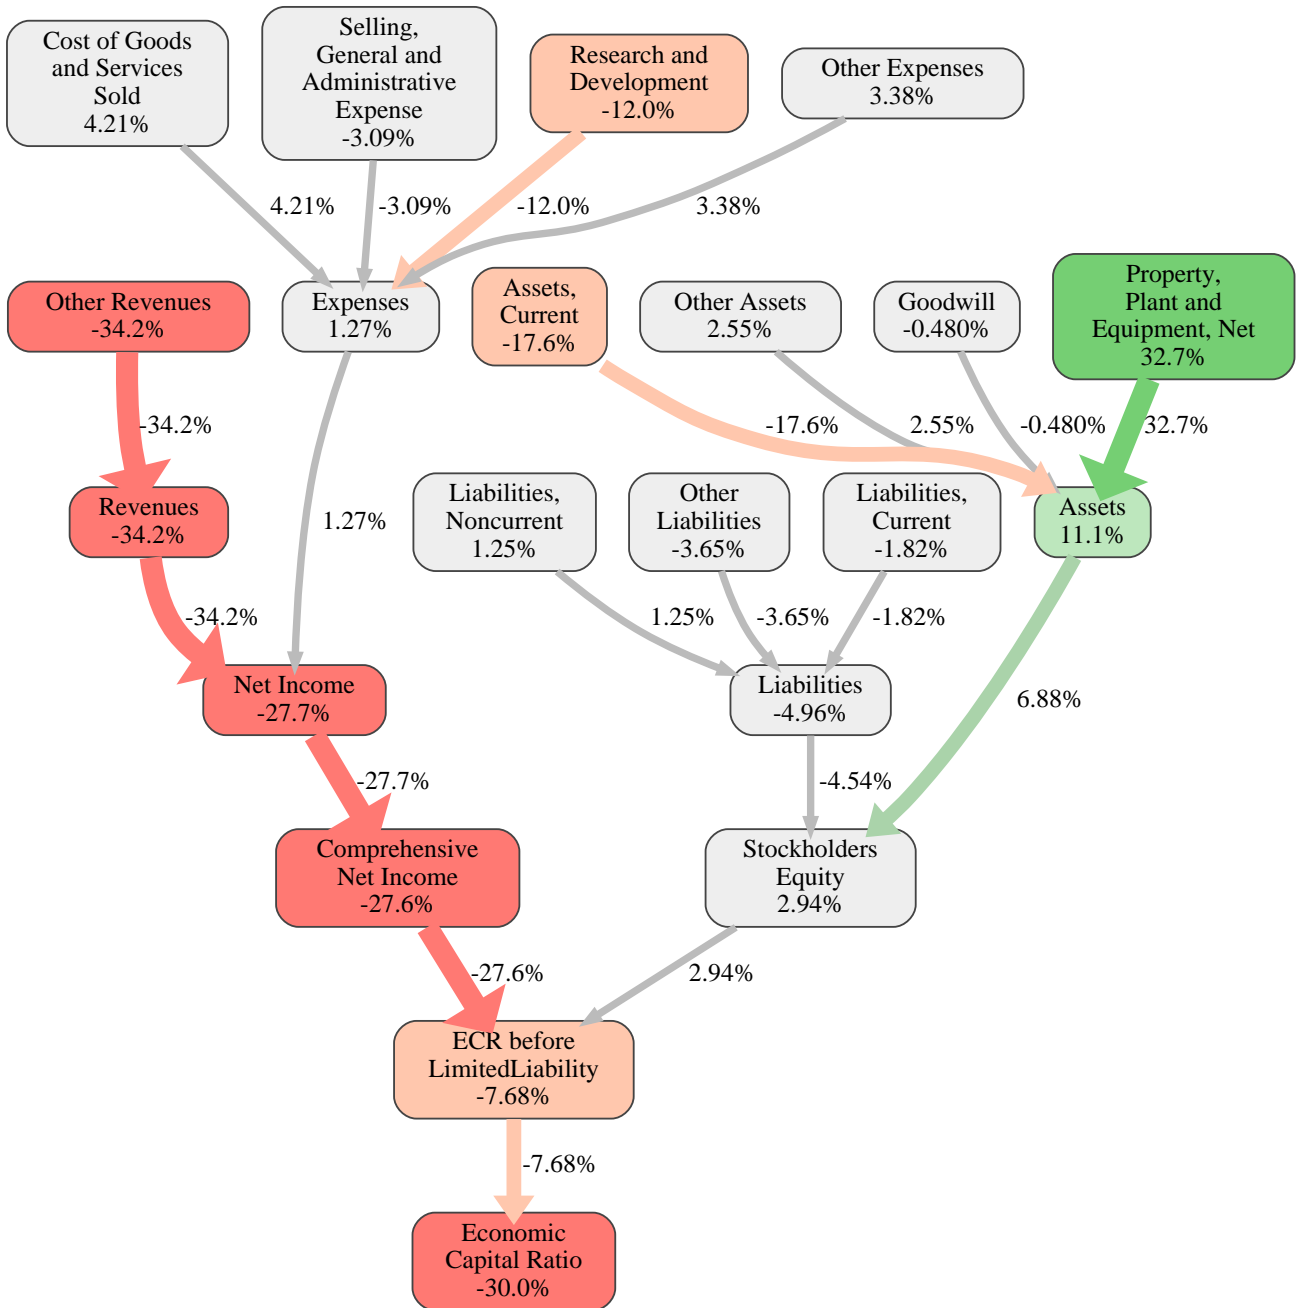 Cost of Goods
and Services
Sold
4.21%
Selling,
General and
Administrative
Expense
-3.09%
Research and
Development
-12.0%
Other Expenses
3.38%
4.21%
-3.09%
-12.0%
3.38%
Other Revenues
-34.2%
Expenses
1.27%
Assets,
Current
-17.6%
Other Assets
2.55%
Goodwill
-0.480%
Property,
Plant and
Equipment, Net
32.7%
-34.2%
-17.6%
2.55%
-0.480%
32.7%
Revenues
-34.2%
1.27%
Liabilities,
Noncurrent
1.25%
Other
Liabilities
-3.65%
Liabilities,
Current
-1.82%
Assets
11.1%
-34.2%
1.25%
-3.65%
-1.82%
Net Income
-27.7%
Liabilities
-4.96%
6.88%
-27.7%
-4.54%
Comprehensive
Net Income
-27.6%
Stockholders
Equity
2.94%
-27.6%
2.94%
ECR before
LimitedLiability
-7.68%
-7.68%
Economic
Capital Ratio
-30.0%